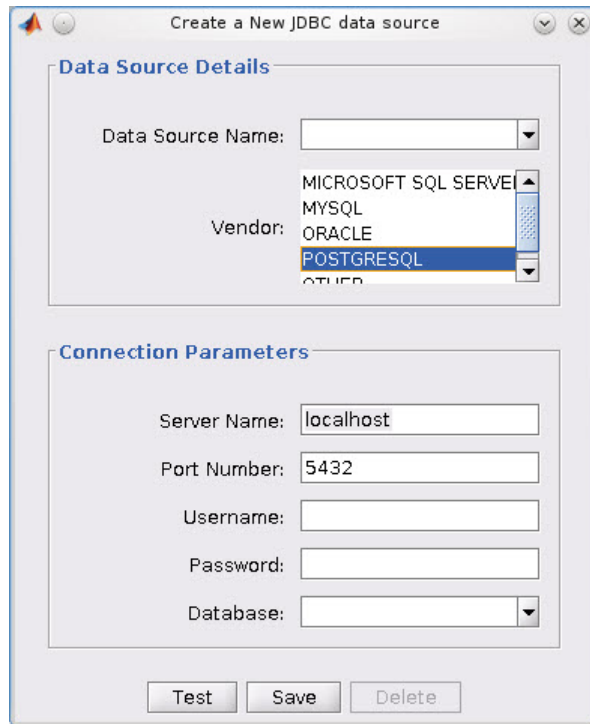 Create a New JDBC data source
Data Source Details
Data Source Name:
Vendor:
MICROSOFT SQL SERVE
MYSQL
ORACLE
POSTGRESQL
OTHER
Connection Parameters
Server Name: localhost
Port Number: 5432
Username:
Password:
Database:
Test Save Delete